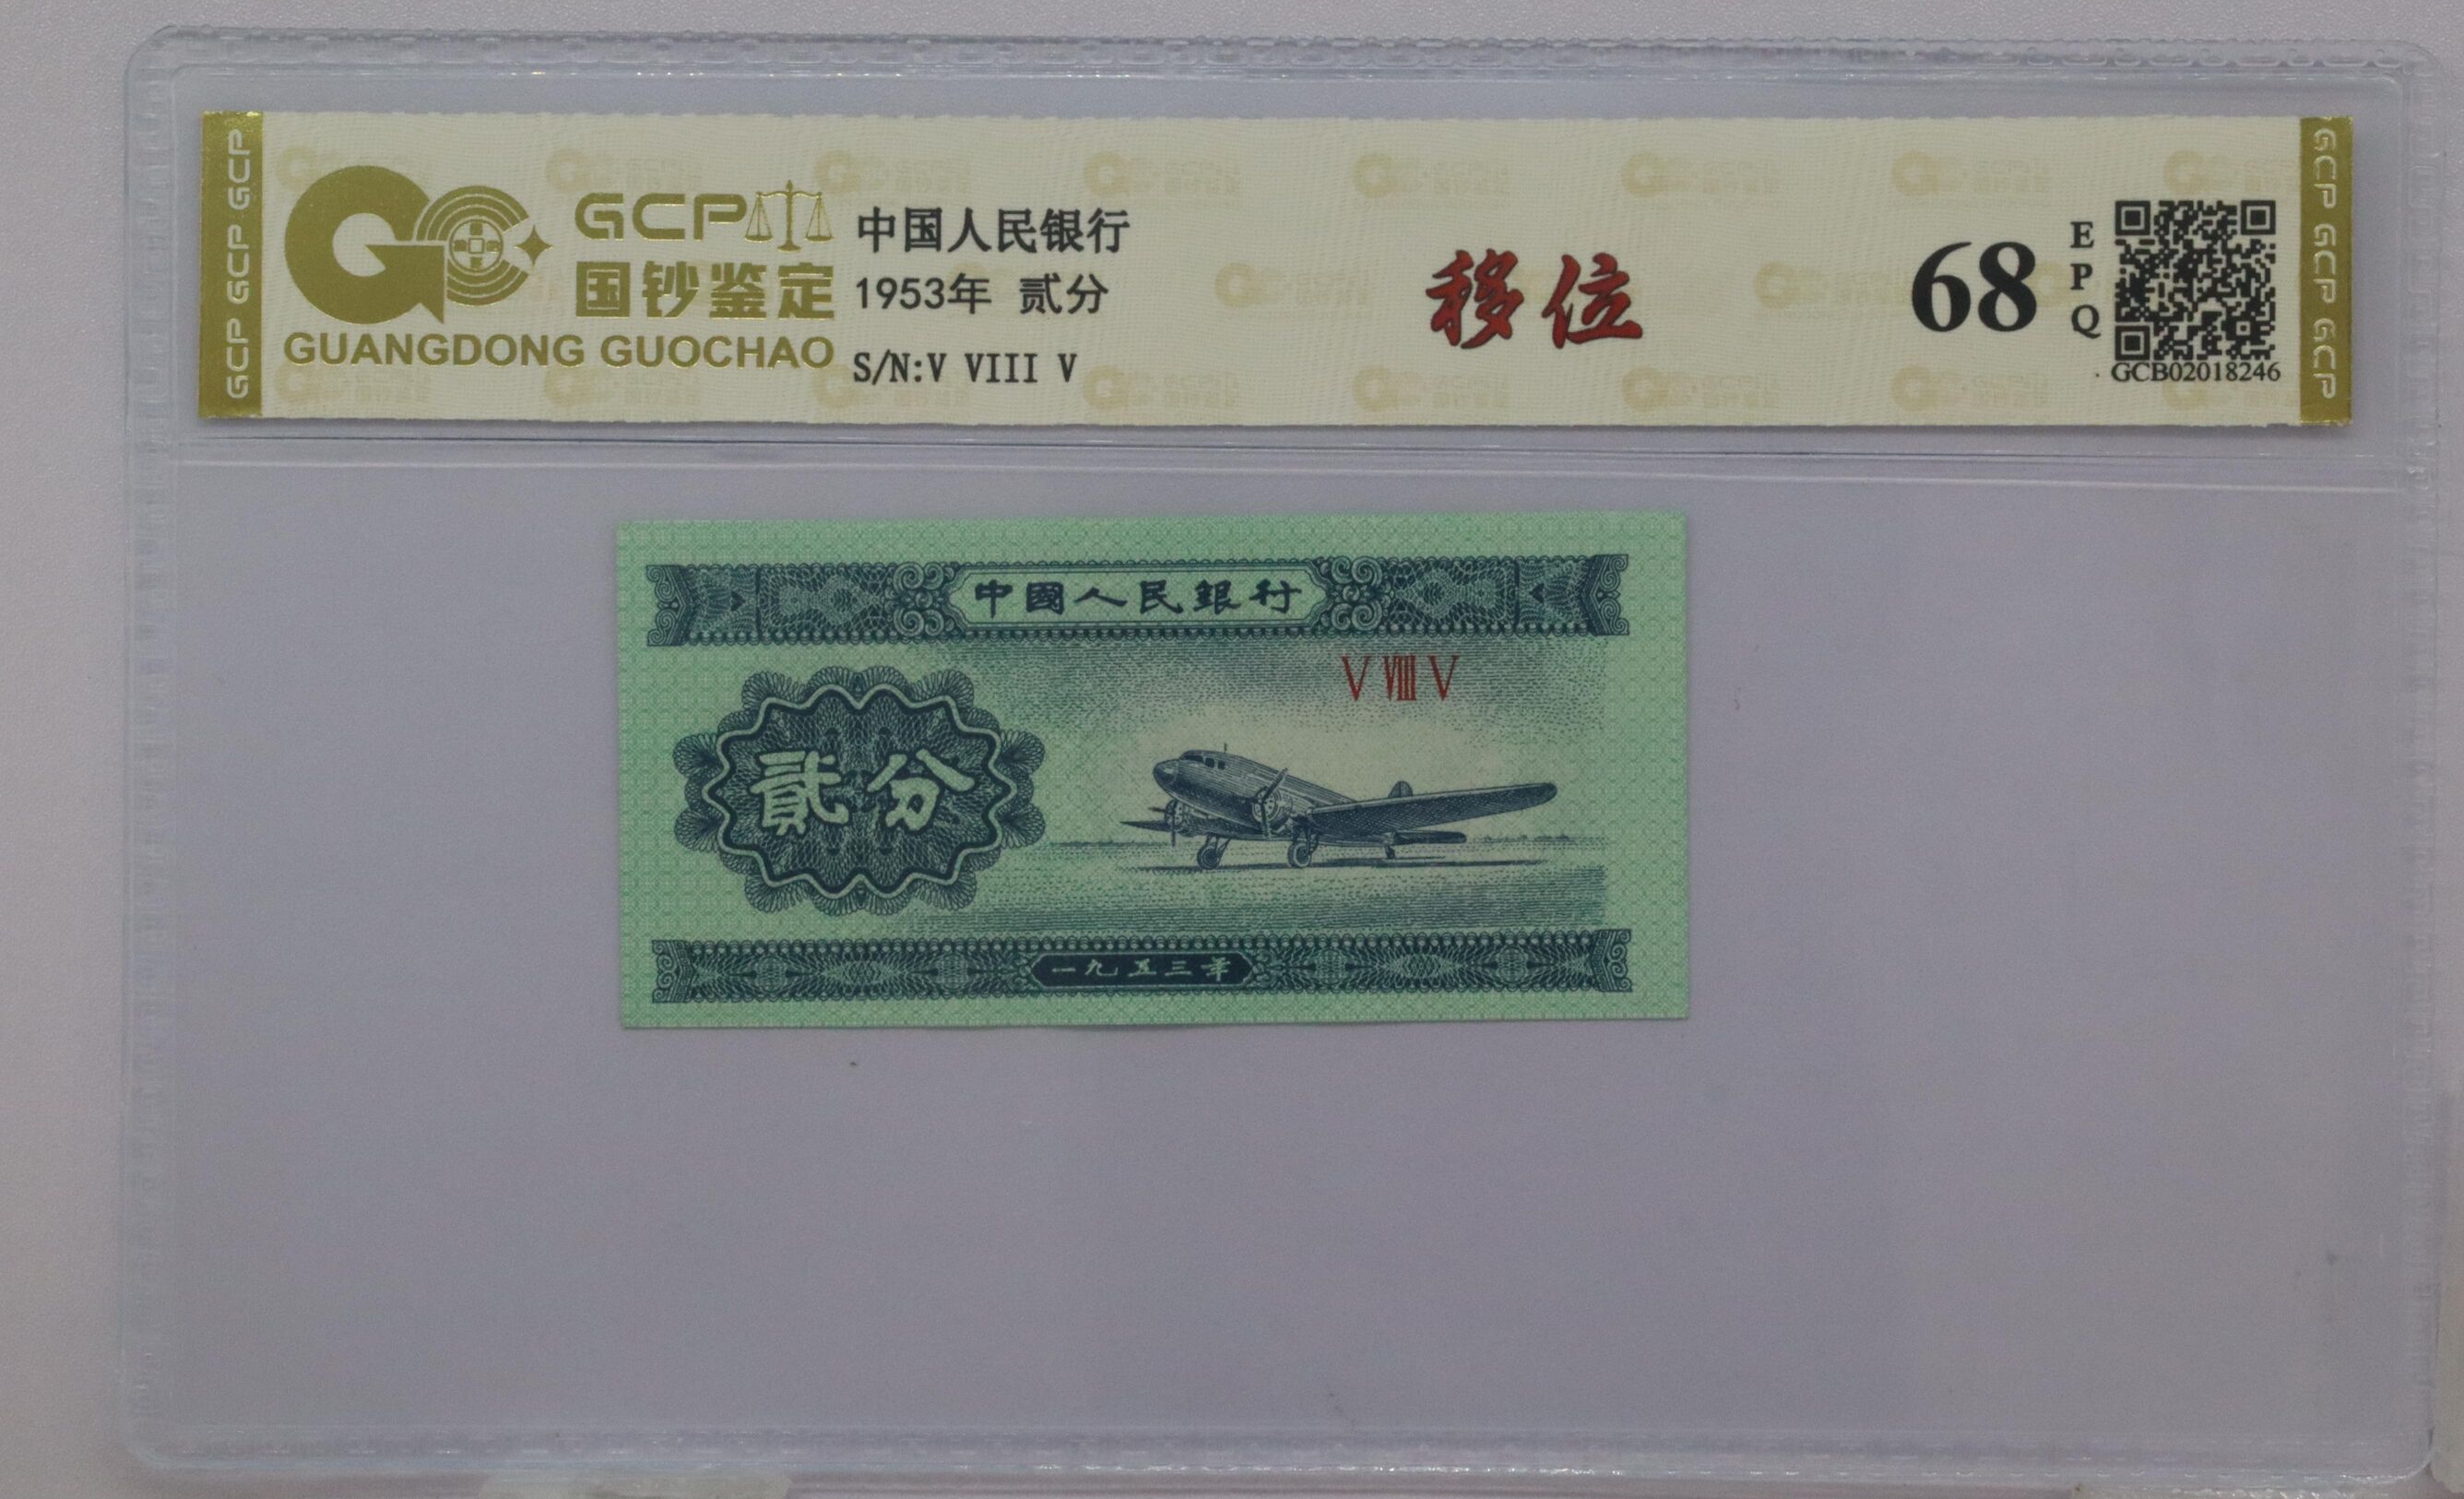 GCP GCP GCP
GCP
国钞鉴定
GUANGDONG GUOCHAO
中国人民银行
1953年 贰分
S/N:V VIII V
移位
68
EPQ
GCB02018246
GCP GCP GCP
中國人民銀行
V VIII V
貳分
一九五三年